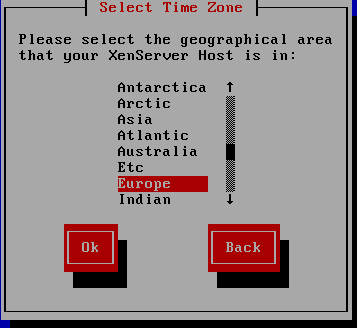 Select Time Zone
Please select the geographical area
that your XenServer Host is in:
Antarctica
Arctic
Asia
Atlantic
Australia
Etc
Europe
Indian
Ok
Back